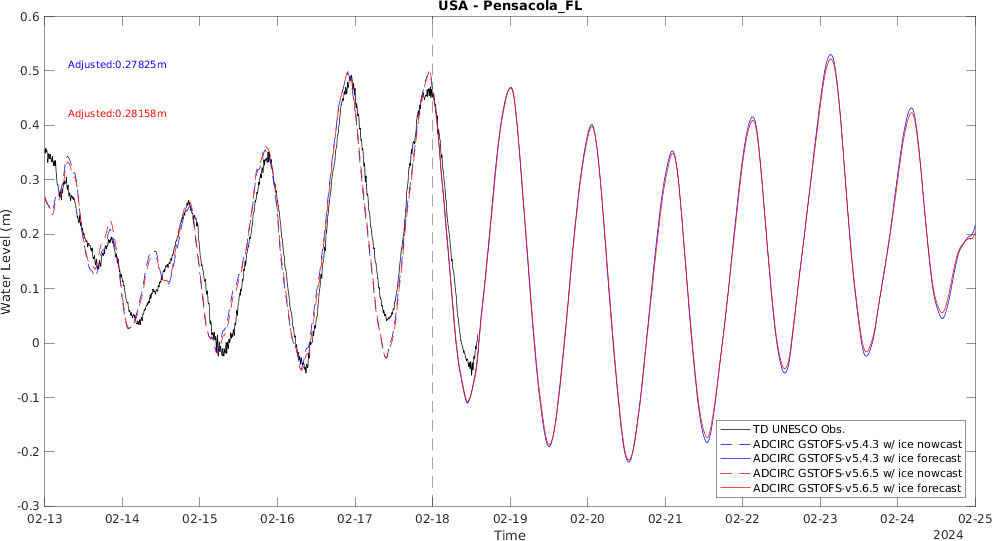 USA - Pensacola_FL
Adjusted:0.27825m
Adjusted:0.28158m
Water Level (m)
0.6
0.5
0.4
0.3
0.2
0.1
0
-0.1
-0.2
-0.3
TD UNESCO Obs.
ADCIRC GSTOFS-v5.4.3 w/ ice nowcast
ADCIRC GSTOFS-v5.4.3 w/ ice forecast
ADCIRC GSTOFS-v5.6.5 w/ ice nowcast
ADCIRC GSTOFS-v5.6.5 w/ ice forecast
02-13 02-14 02-15 02-16 02-17 02-18 02-19 02-20 02-21 02-22 02-23 02-24 02-25
Time
2024